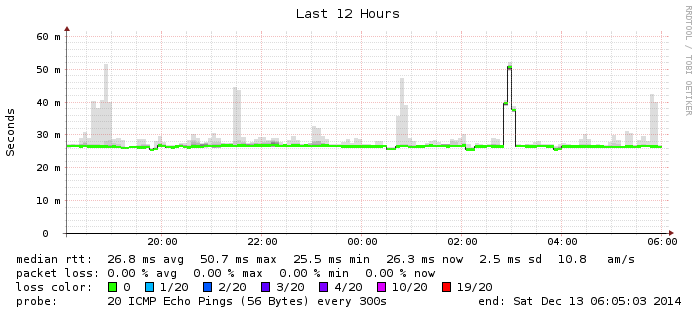 Last 12 Hours
RRDTOOL / TOBI OETIKER
Seconds
60 m
50 m
40 m
30 m
20 m
10 m
0
20:00 22:00 00:00 02:00 04:00 06:00
median rtt: 26.8 ms avg 50.7 ms max 25.5 ms min 26.3 ms now 2.5 ms sd 10.8 am/s
packet loss: 0.00 % avg 0.00 % max 0.00 % min 0.00 % now
loss color: 0 1/20 2/20 3/20 4/20 10/20 19/20
probe: 20 ICMP Echo Pings (56 Bytes) every 300s end: Sat Dec 13 06:05:03 2014